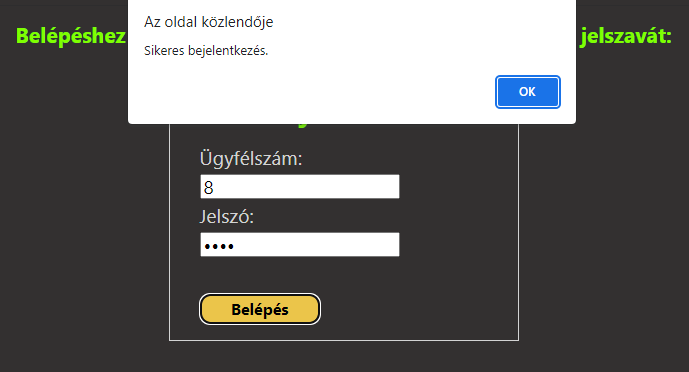 Az oldal közlendője
Sikeres bejelentkezés.
OK
Belépéshez
jelszavát:
Ügyfélszám:
8
Jelszó:
••••
Belépés